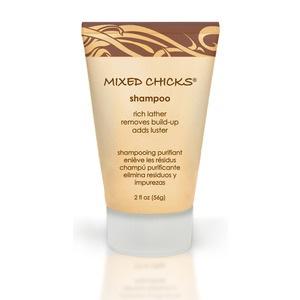 MIXED CHICKS®
shampoo
rich lather
removes build-up
adds luster
shampooing purifiant
enlève les résidus
champú purificante
elimina residuos y
impurezas
2 fl oz (56g)